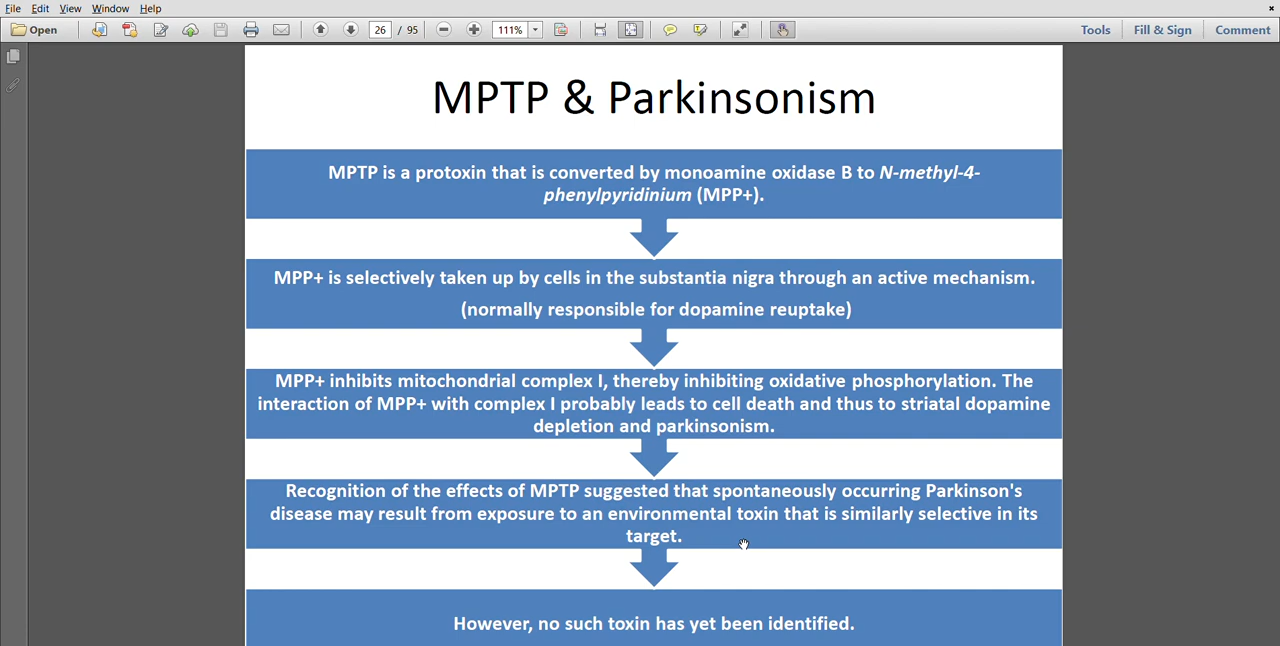 File Edit View Window Help
Open 26 / 95 111% Tools Fill & Sign Comment
MPTP & Parkinsonism
MPTP is a protoxin that is converted by monoamine oxidase B to N-methyl-4-
phenylpyridinium (MPP+).
MPP+ is selectively taken up by cells in the substantia nigra through an active mechanism.
(normally responsible for dopamine reuptake)
MPP+ inhibits mitochondrial complex I, thereby inhibiting oxidative phosphorylation. The
interaction of MPP+ with complex I probably leads to cell death and thus to striatal dopamine
depletion and parkinsonism.
Recognition of the effects of MPTP suggested that spontaneously occurring Parkinson's
disease may result from exposure to an environmental toxin that is similarly selective in its
target.
However, no such toxin has yet been identified.